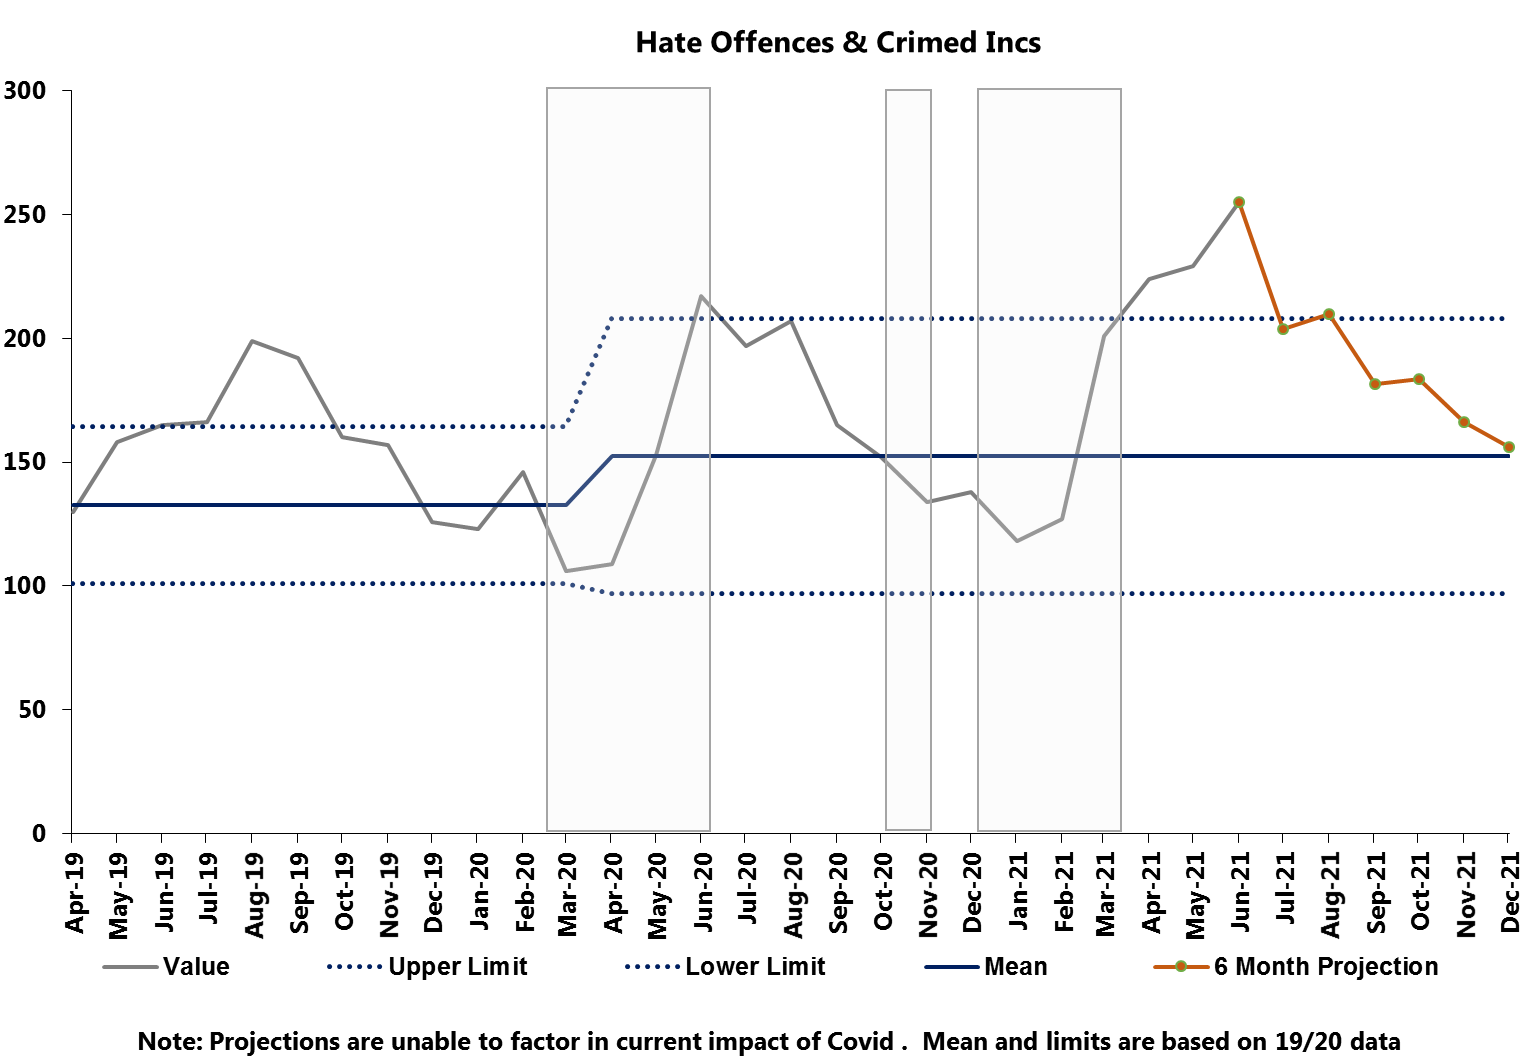 Hate Offences & Crimed Incs
300
250
200
150
100
50
0
Apr-19 May-19 Jun-19 Jul-19 Aug-19 Sep-19 Oct-19 Nov-19 Dec-19 Jan-20 Feb-20 Mar-20 Apr-20 May-20 Jun-20 Jul-20 Aug-20 Sep-20 Oct-20 Nov-20 Dec-20 Jan-21 Feb-21 Mar-21 Apr-21 May-21 Jun-21 Jul-21 Aug-21 Sep-21 Oct-21 Nov-21 Dec-21
Value Upper Limit Lower Limit Mean 6 Month Projection
Note: Projections are unable to factor in current impact of Covid .  Mean and limits are based on 19/20 data